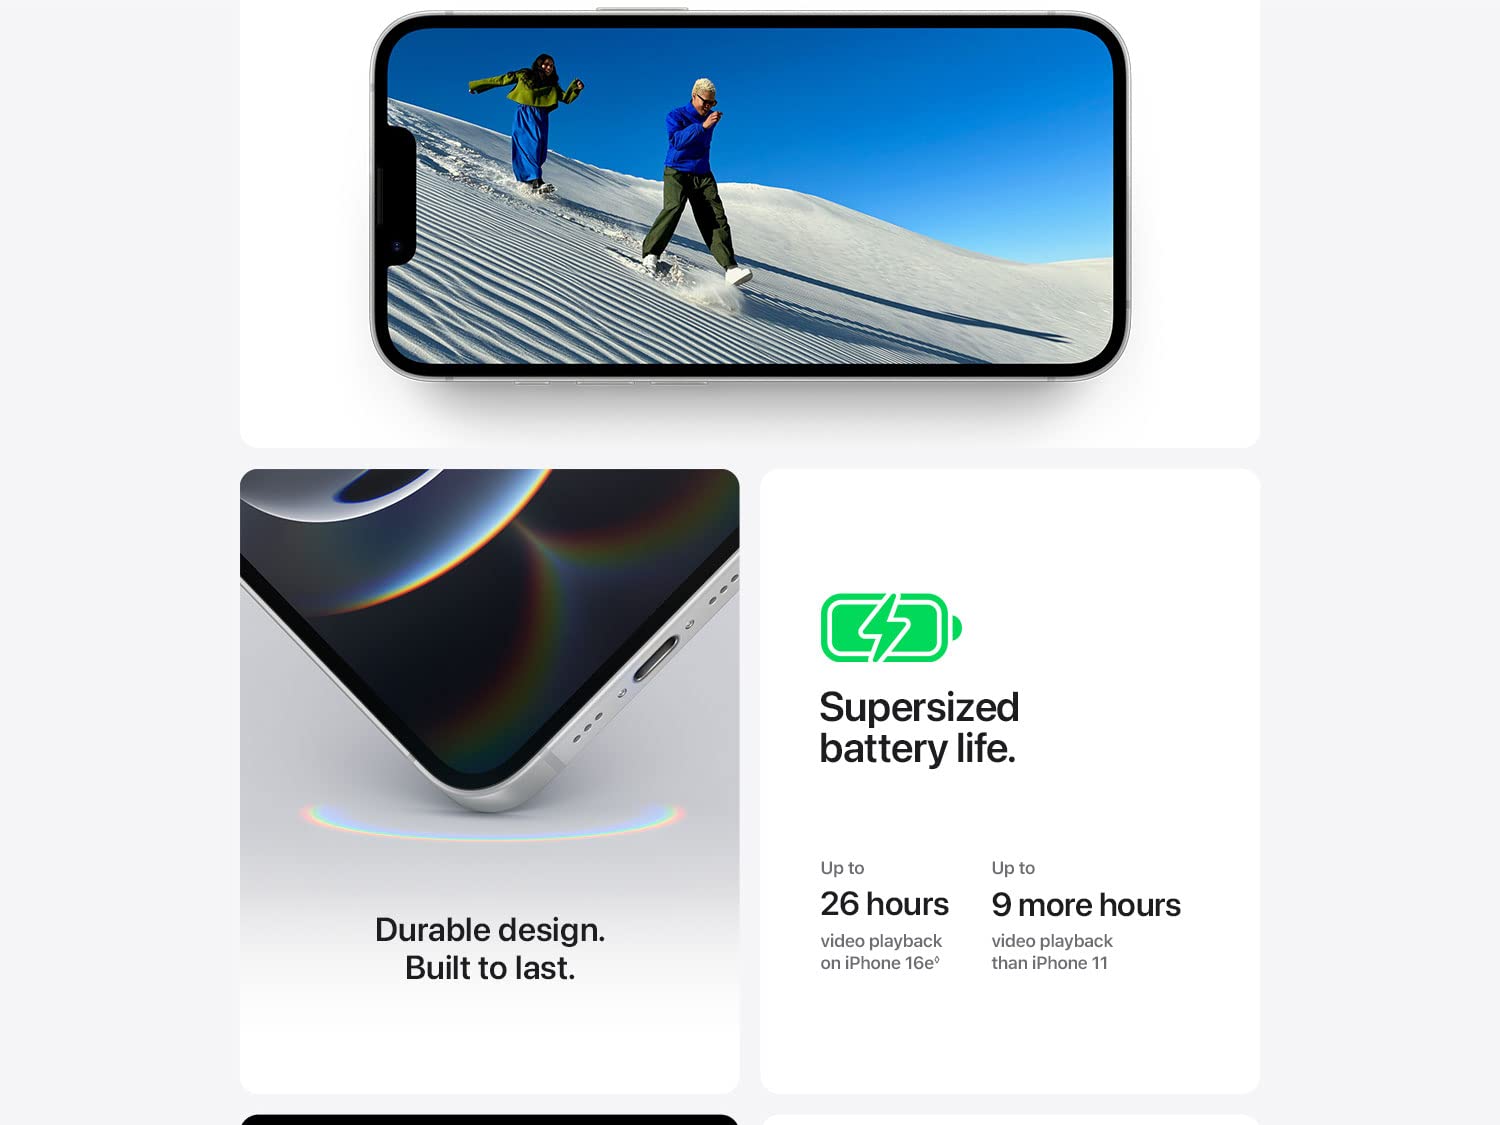 Durable design.
Built to last.
Supersized
battery life.
Up to
26 hours
video playback
on iPhone 16e◊
Up to
9 more hours
video playback
than iPhone 11